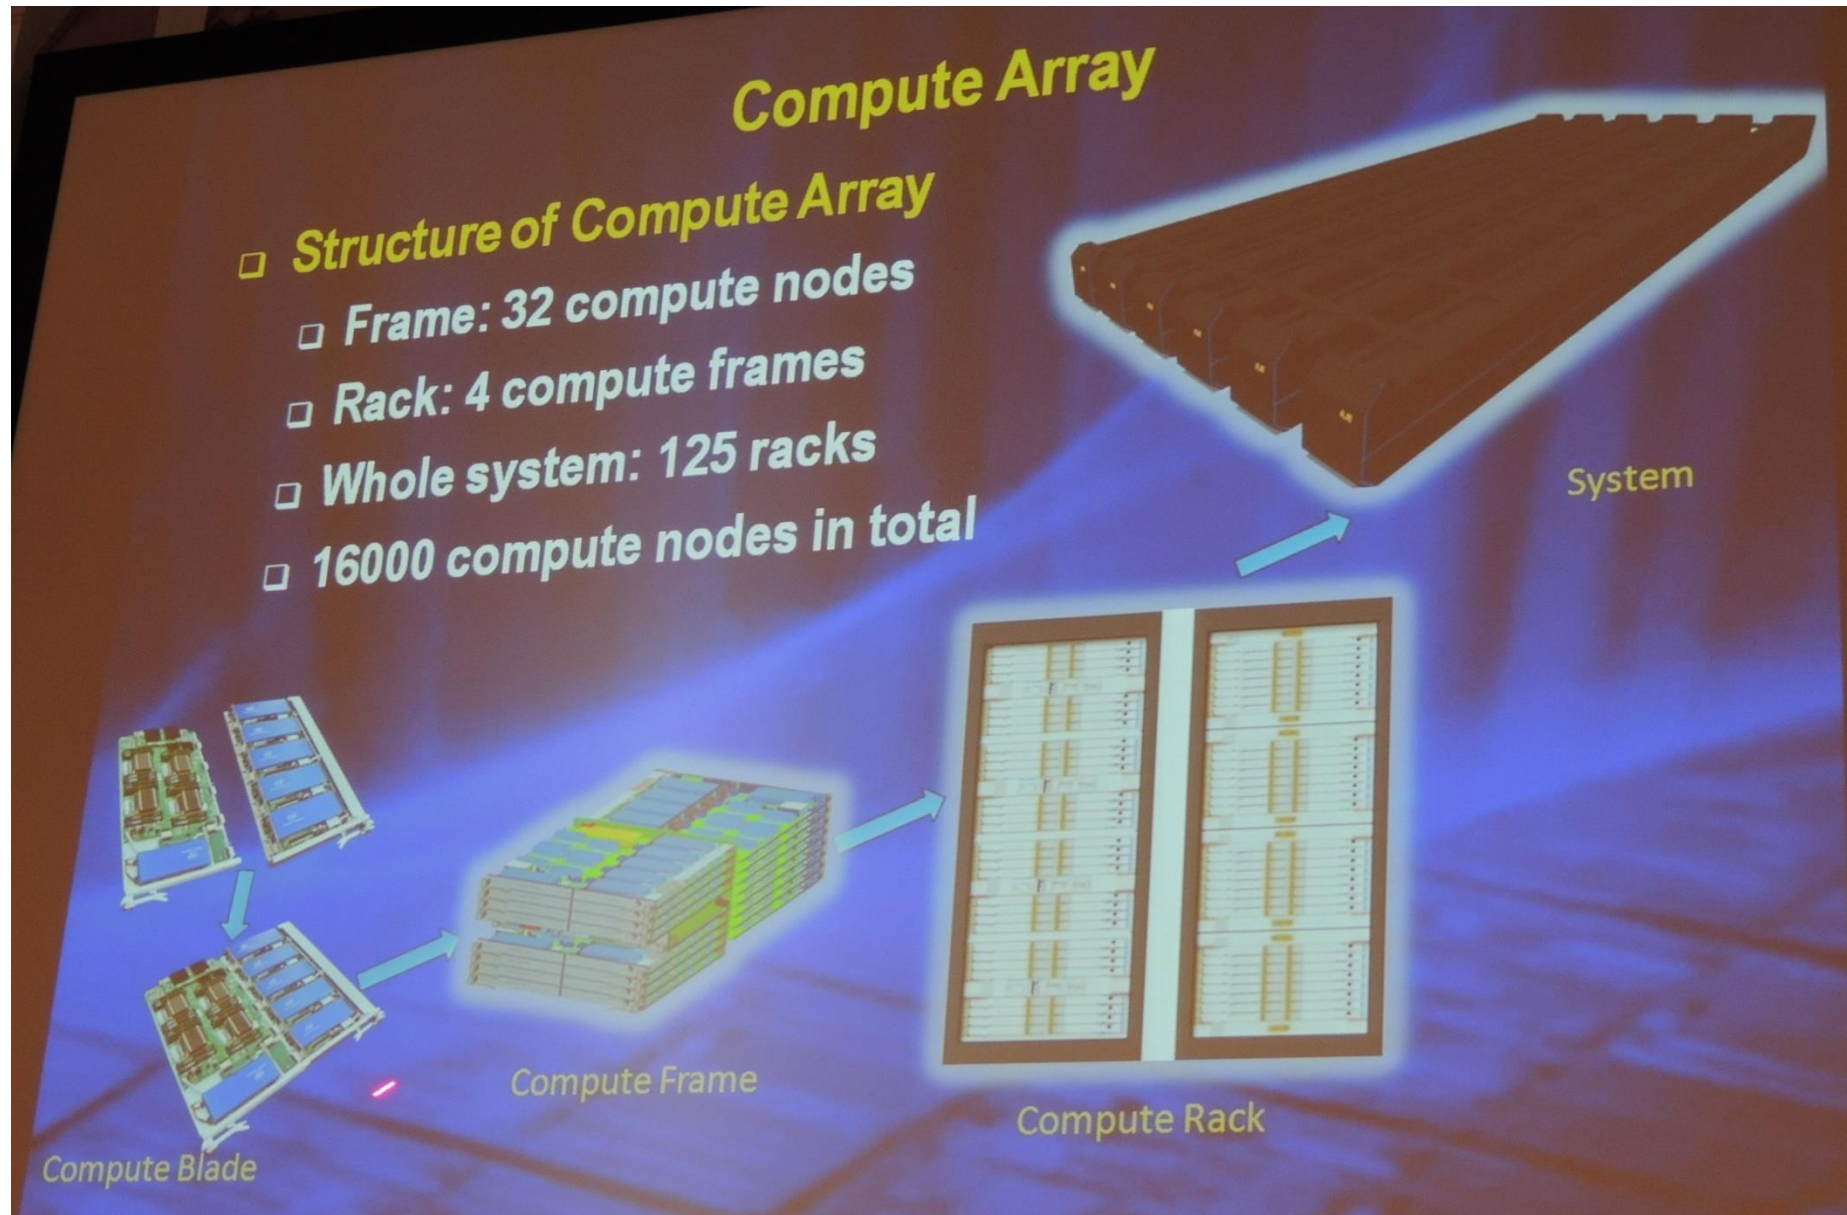 Compute Array
Structure of Compute Array
Frame: 32 compute nodes
Rack: 4 compute frames
Whole system: 125 racks
16000 compute nodes in total
System
Compute Frame
Compute Rack
Compute Blade